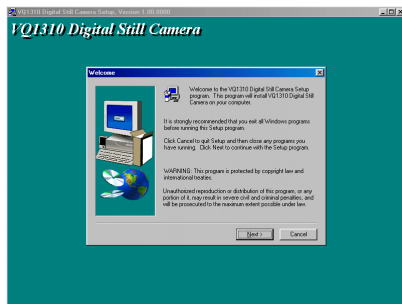 VQ1310 Digital Still Camera Setup, Version 1.00.0000
VQ1310 Digital Still Camera
Welcome
Welcome to the VQ1310 Digital Still Camera Setup
program. This program will install VQ1310 Digital Still
Camera on your computer.
It is strongly recommended that you exit all Windows programs
before running this Setup program.
Click Cancel to quit Setup and then close any programs you
have running. Click Next to continue with the Setup program.
WARNING: This program is protected by copyright law and
international treaties.
Unauthorized reproduction or distribution of this program, or any
portion of it, may result in severe civil and criminal penalties, and
will be prosecuted to the maximum extent possible under law.
Next >
Cancel